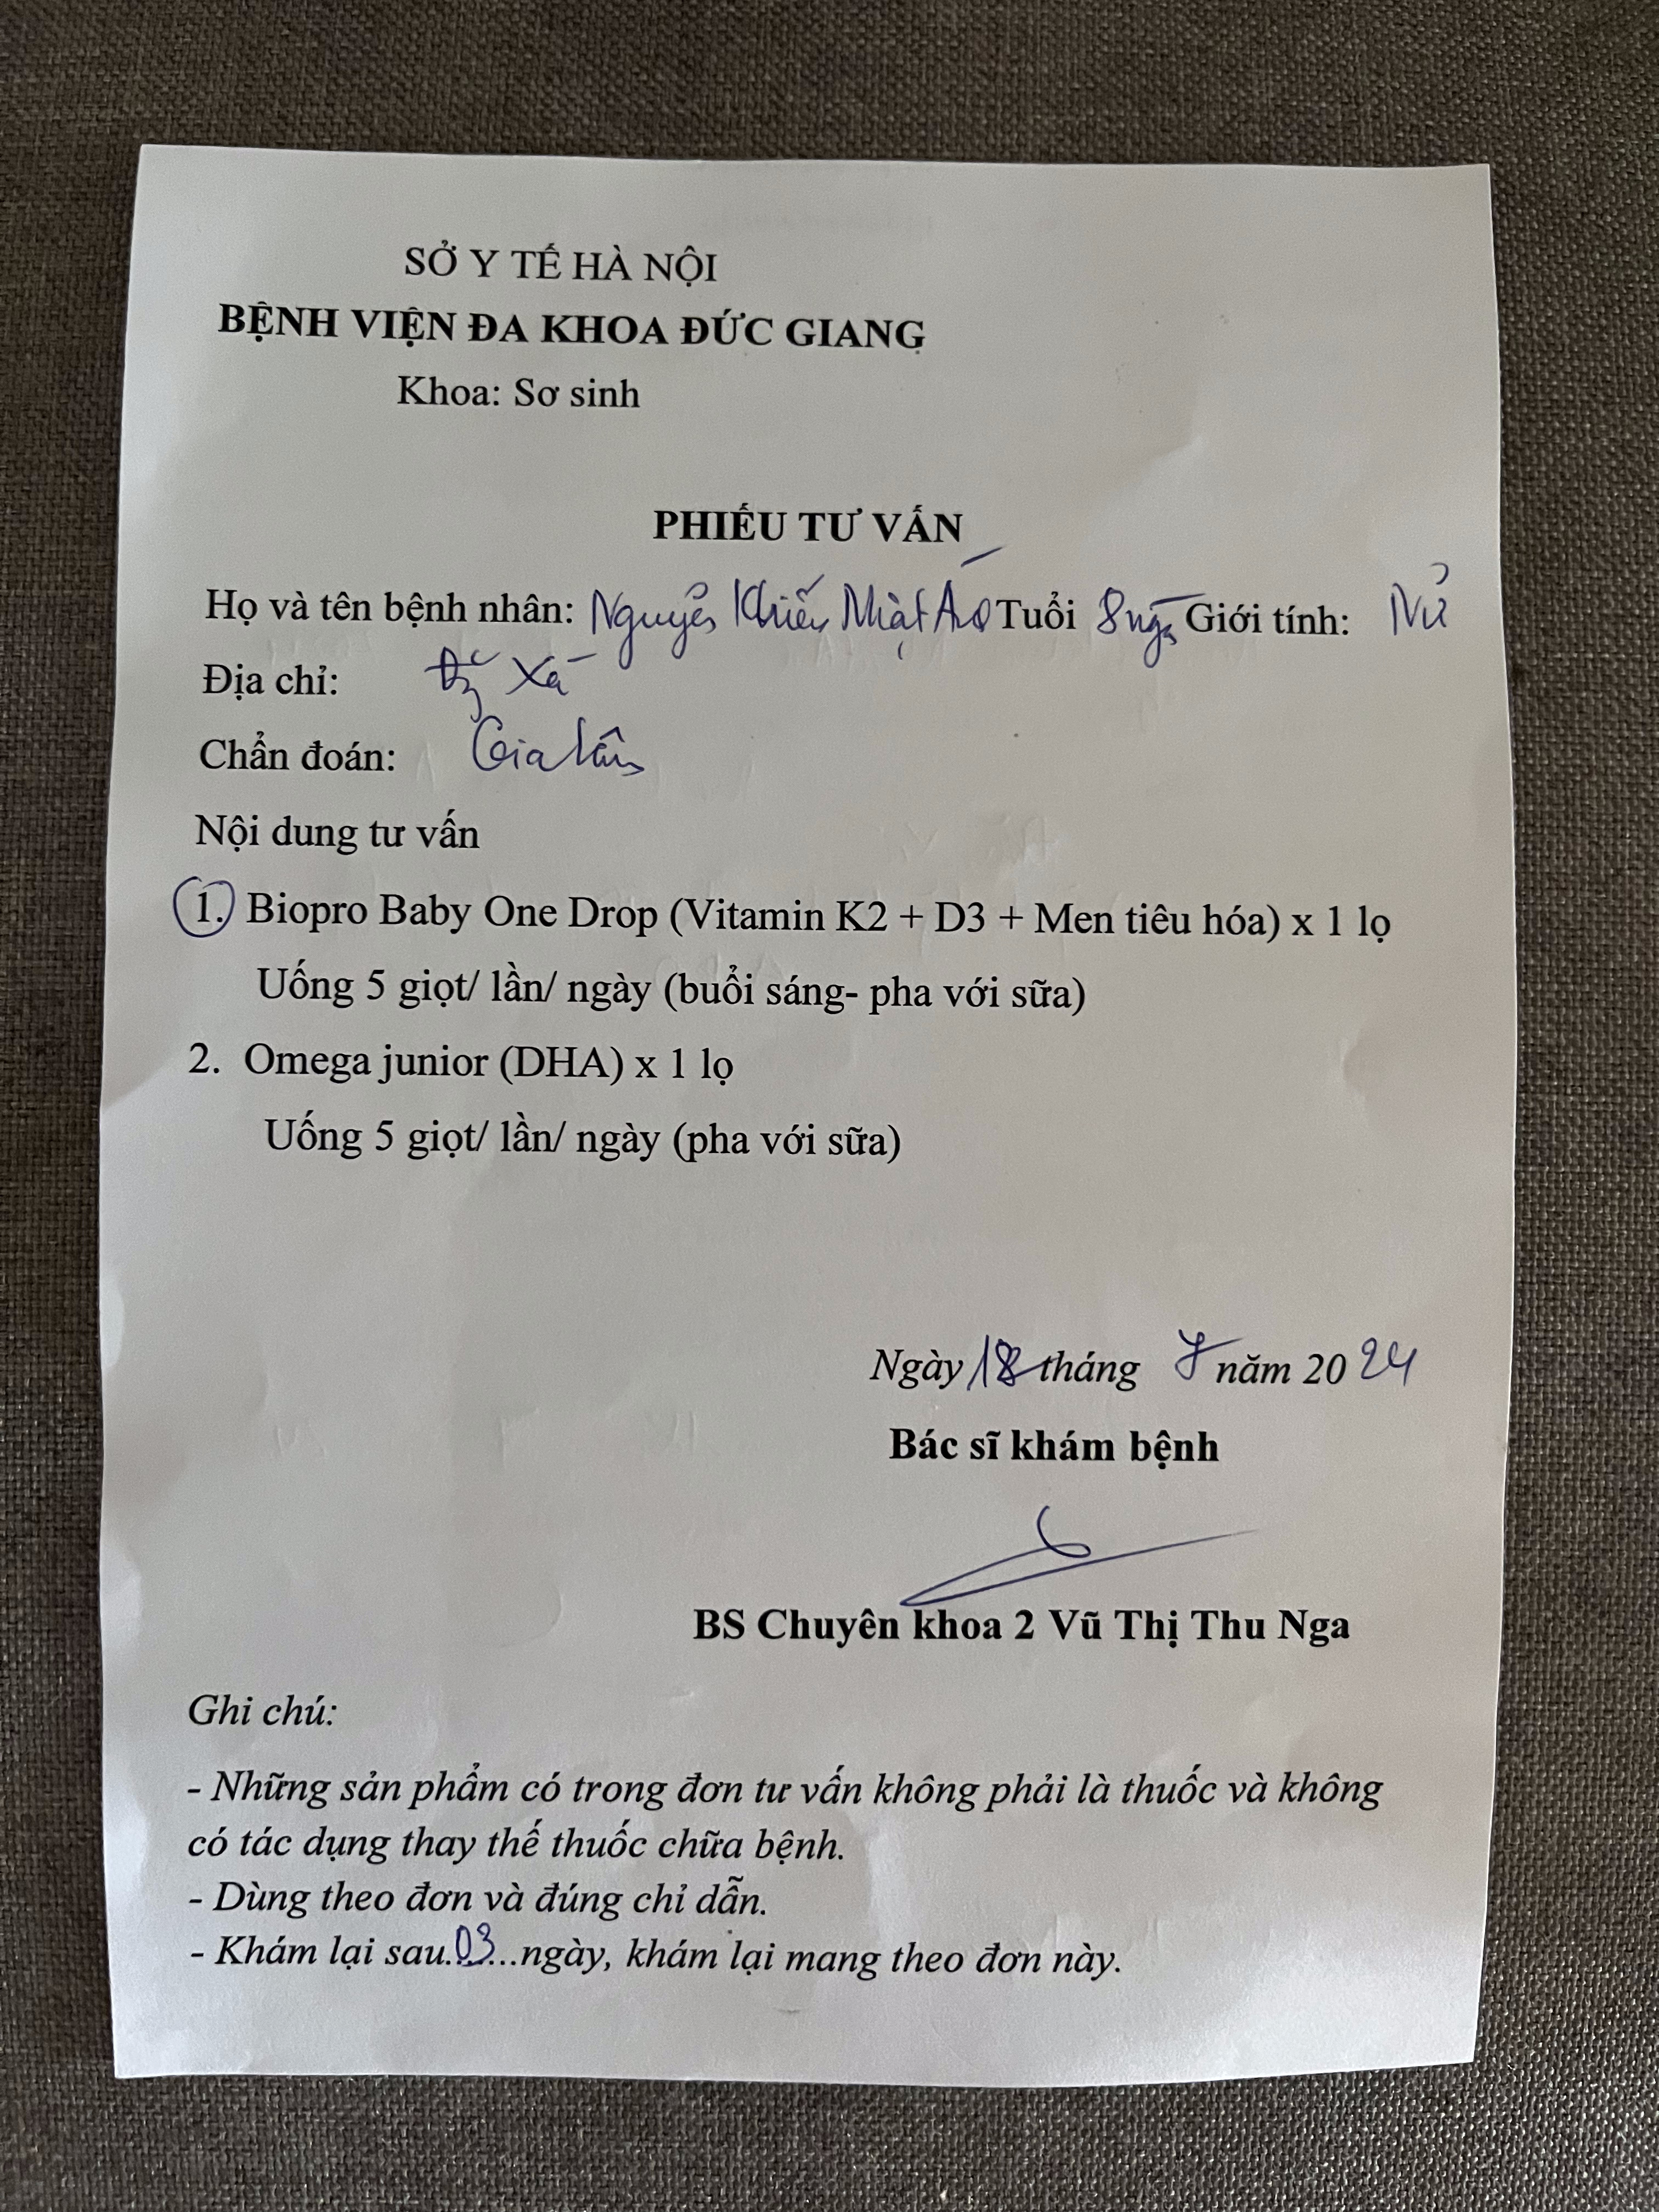 SỞ Y TẾ HÀ NỘI
BỆNH VIỆN ĐA KHOA ĐỨC GIANG
Khoa: Sơ sinh
PHIẾU TƯ VẤN
Họ và tên bệnh nhân: Nguyễn Nhật Tuổi 8 Giới tính: Nữ
Địa chỉ: Xá
Chẩn đoán: Gia Lâm
Nội dung tư vấn
1. Biopro Baby One Drop (Vitamin K2 + D3 + Men tiêu hóa) x 1 lọ
Uống 5 giọt/ lần/ ngày (buổi sáng- pha với sữa)
2. Omega junior (DHA) x 1 lọ
Uống 5 giọt/ lần/ ngày (pha với sữa)
Ngày 18 tháng 7 năm 2024
Bác sĩ khám bệnh
BS Chuyên khoa 2 Vũ Thị Thu Nga
Ghi chú:
- Những sản phẩm có trong đơn tư vấn không phải là thuốc và không
có tác dụng thay thế thuốc chữa bệnh.
- Dùng theo đơn và đúng chỉ dẫn.
- Khám lại sau.03...ngày, khám lại mang theo đơn này.